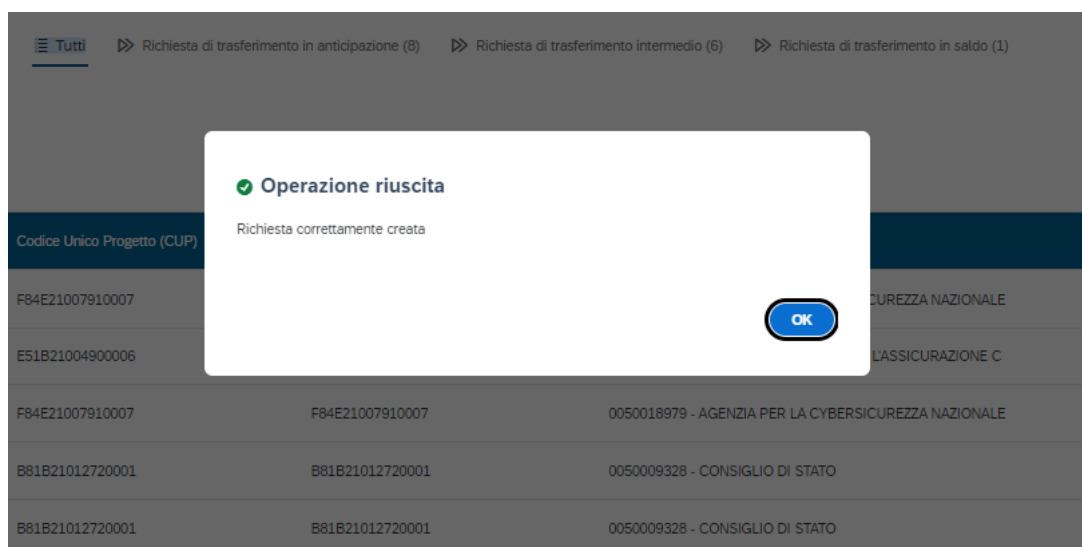 Tutti Richiesta di trasferimento in anticipazione (8) Richiesta di trasferimento intermedio (6) Richiesta di trasferimento in saldo (1)
Operazione riuscita
Richiesta correttamente creata
OK
Codice Unico Progetto (CUP)
F84E21007910007 CUREZZA NAZIONALE
E51B21004900006 L'ASSICURAZIONE C
F84E21007910007 F84E21007910007 0050018979 - AGENZIA PER LA CYBERSICUREZZA NAZIONALE
B81B21012720001 B81B21012720001 0050009328 - CONSIGLIO DI STATO
B81B21012720001 B81B21012720001 0050009328 - CONSIGLIO DI STATO